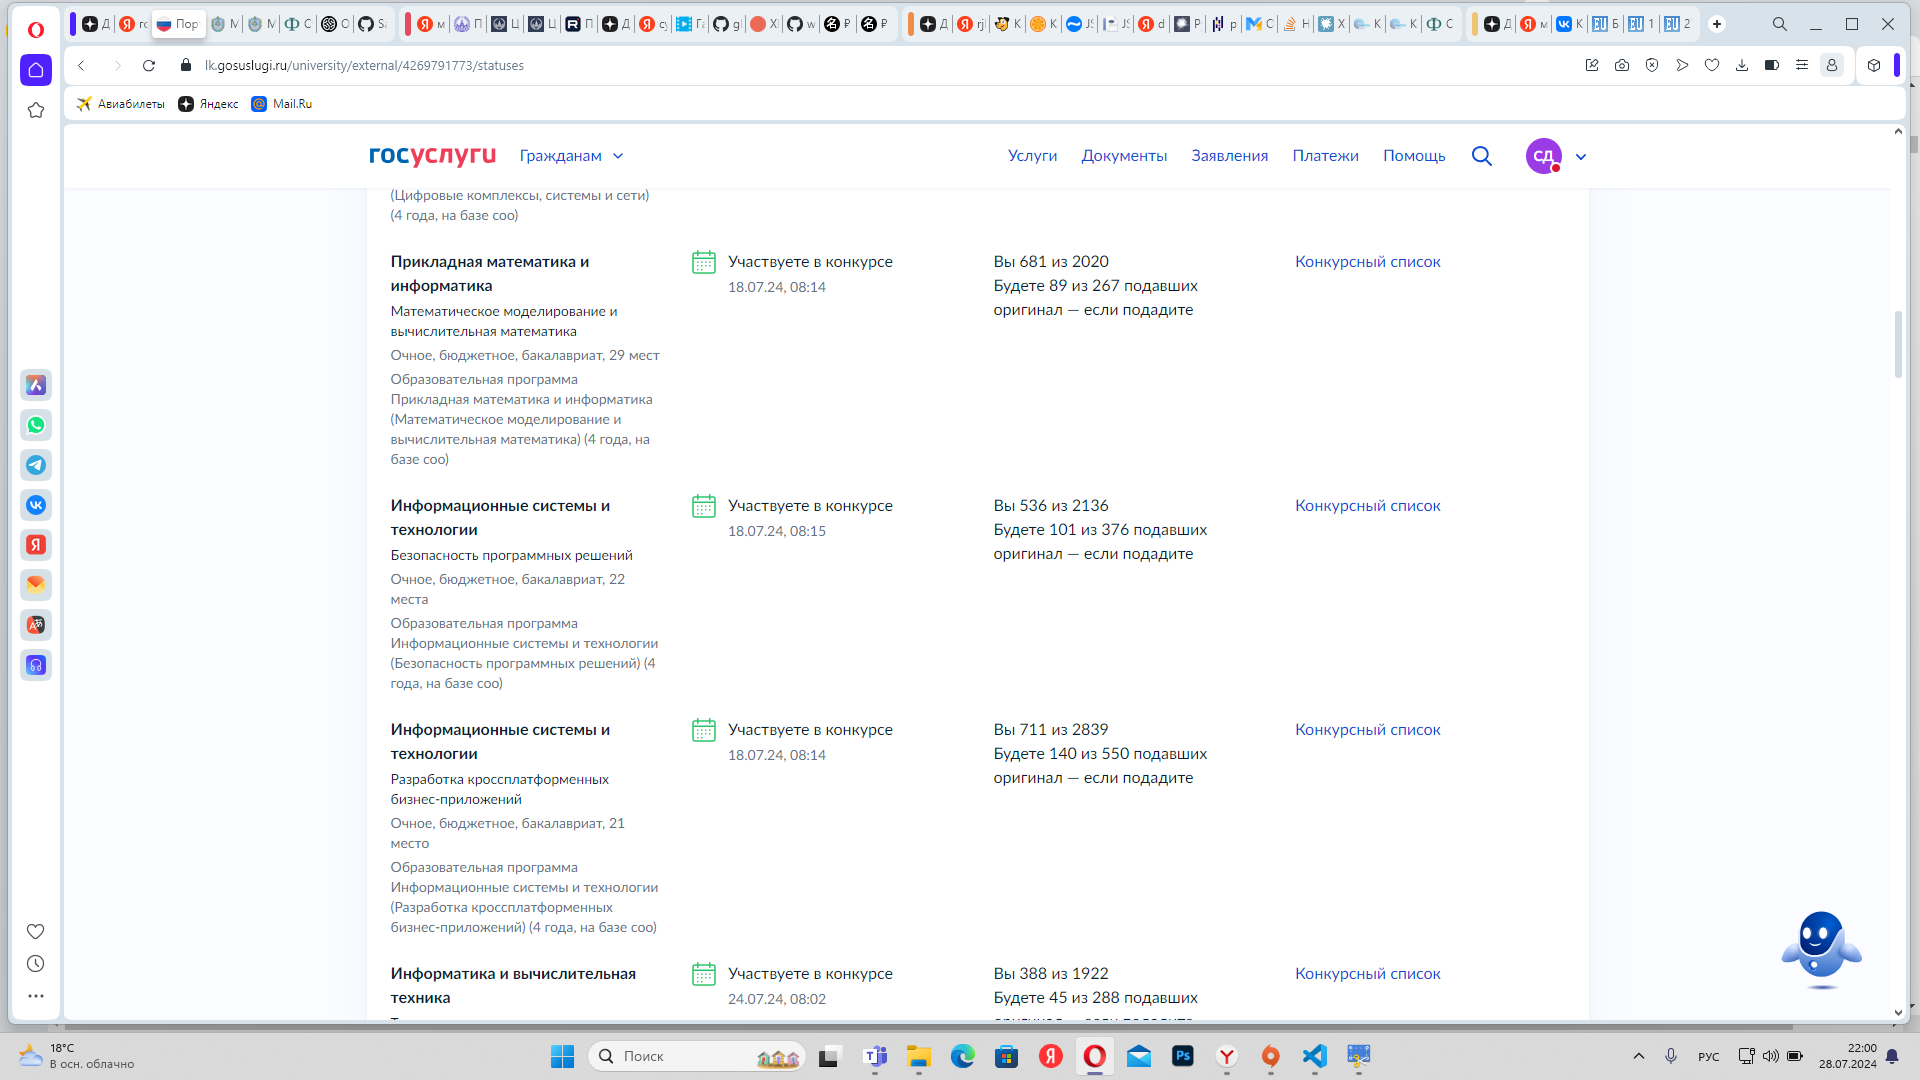 Пор
lk.gosuslugi.ru/university/external/4269791773/statuses
Авиабилеты
Яндекс
Mail.Ru
госуслуги
Гражданам
Услуги
Документы
Заявления
Платежи
Помощь
СД
(Цифровые комплексы, системы и сети)
(4 года, на базе соо)
Прикладная математика и
информатика
Математическое моделирование и
вычислительная математика
Очное, бюджетное, бакалавриат, 29 мест
Образовательная программа
Прикладная математика и информатика
(Математическое моделирование и
вычислительная математика) (4 года, на
базе соо)
Участвуете в конкурсе
18.07.24, 08:14
Вы 681 из 2020
Будете 89 из 267 подавших
оригинал — если подадите
Конкурсный список
Информационные системы и
технологии
Безопасность программных решений
Очное, бюджетное, бакалавриат, 22
места
Образовательная программа
Информационные системы и технологии
(Безопасность программных решений) (4
года, на базе соо)
Участвуете в конкурсе
18.07.24, 08:15
Вы 536 из 2136
Будете 101 из 376 подавших
оригинал — если подадите
Конкурсный список
Информационные системы и
технологии
Разработка кроссплатформенных
бизнес-приложений
Очное, бюджетное, бакалавриат, 21
место
Образовательная программа
Информационные системы и технологии
(Разработка кроссплатформенных
бизнес-приложений) (4 года, на базе соо)
Участвуете в конкурсе
18.07.24, 08:14
Вы 711 из 2839
Будете 140 из 550 подавших
оригинал — если подадите
Конкурсный список
Информатика и вычислительная
техника
Участвуете в конкурсе
24.07.24, 08:02
Вы 388 из 1922
Будете 45 из 288 подавших
Конкурсный список
18°C
В осн. облачно
Поиск
РУС
22:00
28.07.2024